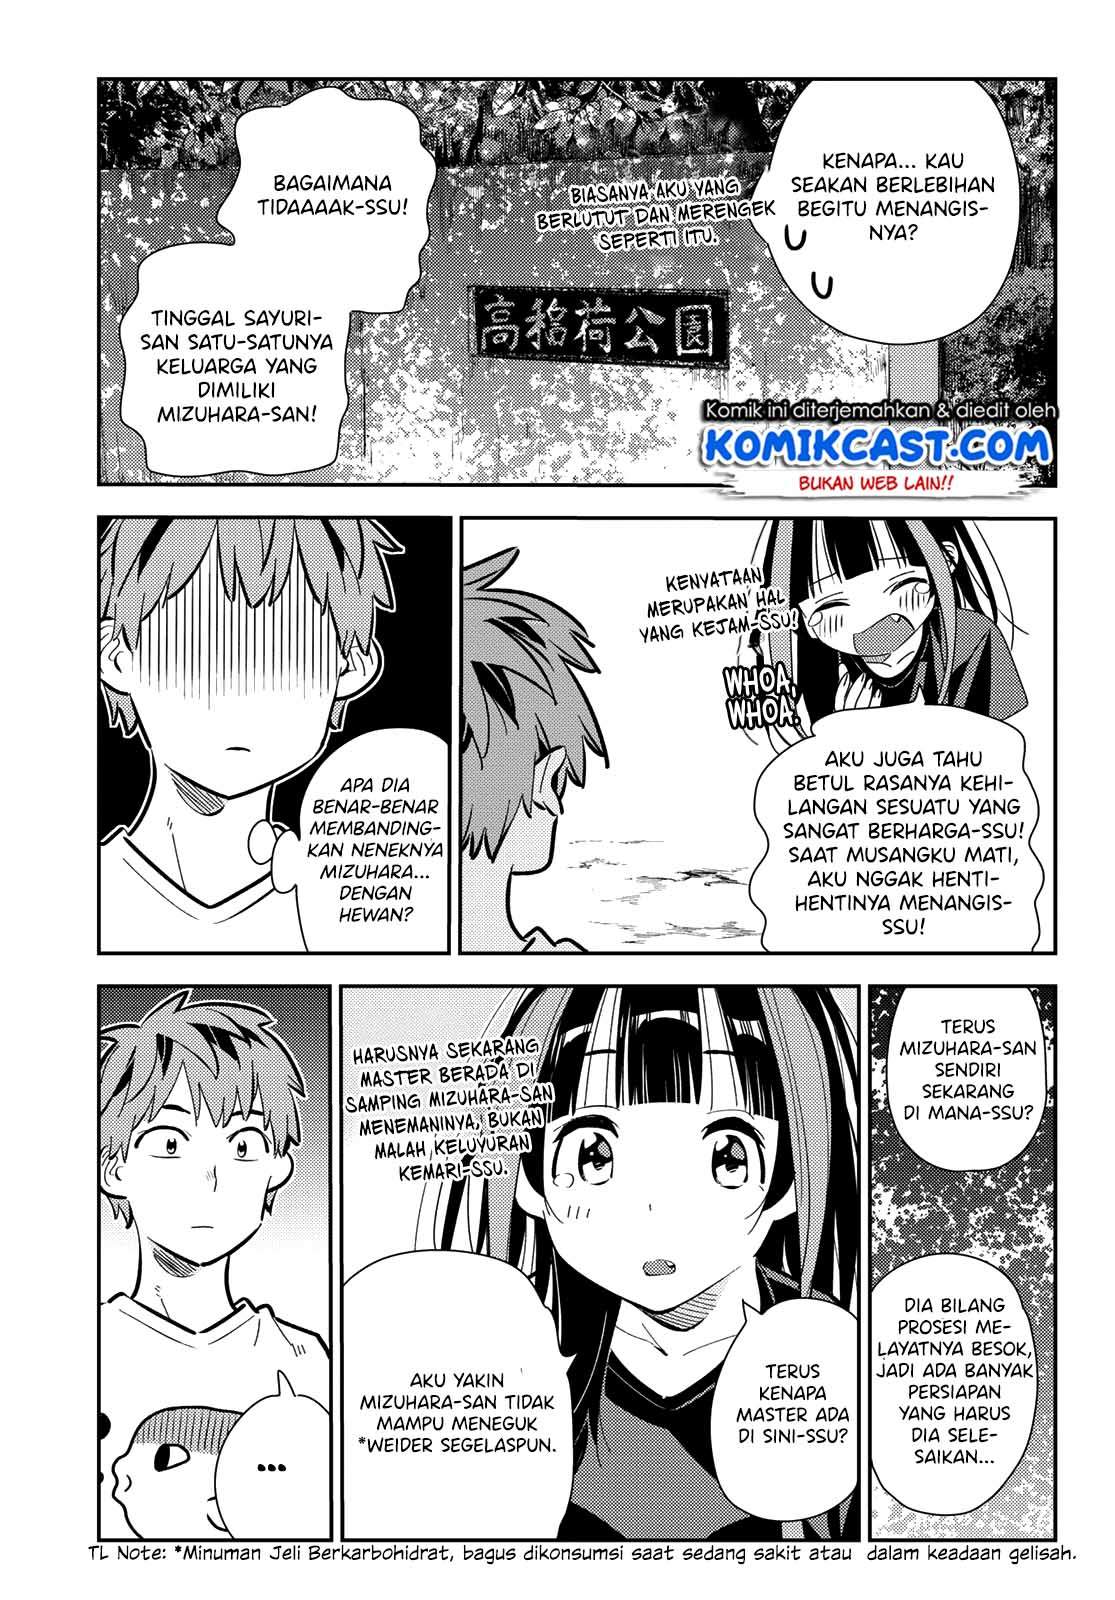 KENAPA... KAU
SEAKAN BERLEBIHAN
BEGITU MENANGIS-
NYA?
BIASANYA AKU YANG
BERLUTUT DAN MERENGEK
SEPERTI ITU.
BAGAIMANA
TIDAAAAK-SSU!
TINGGAL SAYURI-
SAN SATU-SATUNYA
KELUARGA YANG
DIMILIKI
MIZUHARA-SAN!
高稲荷公園
Komik ini diterjemahkan & diedit oleh
KOMIKCAST.COM
BUKAN WEB LAIN!!
KENYATAAN
MERUPAKAN HAL
YANG KEJAM-SSU!
WHOA,
WHOA.
AKU JUGA TAHU
BETUL RASANYA KEHI-
LANGAN SESUATU YANG
SANGAT BERHARGA-SSU!
SAAT MUSANGKU MATI,
AKU NGGAK HENTI-
HENTINYA MENANGIS-
SSU!
APA DIA
BENAR-BENAR
MEMBANDING-
KAN NENEKNYA
MIZUHARA...
DENGAN
HEWAN?
TERUS
MIZUHARA-SAN
SENDIRI
SEKARANG
DI MANA-SSU?
DIA BILANG
PROSESI ME-
LAYATNYA BESOK,
JADI ADA BANYAK
PERSIAPAN
YANG HARUS
DIA SELE-
SAIKAN...
HARUSNYA SEKARANG
MASTER BERADA DI
SAMPING MIZUHARA-SAN
MENEMANINYA, BUKAN
MALAH KELUYURAN
KEMARI-SSU.
TERUS
KENAPA
MASTER ADA
DI SINI-SSU?
AKU YAKIN
MIZUHARA-SAN TIDAK
MAMPU MENEGUK
*WEIDER SEGELASPUN.
...
TL Note: *Minuman Jeli Berkarbohidrat, bagus dikonsumsi saat sedang sakit atau dalam keadaan gelisah.